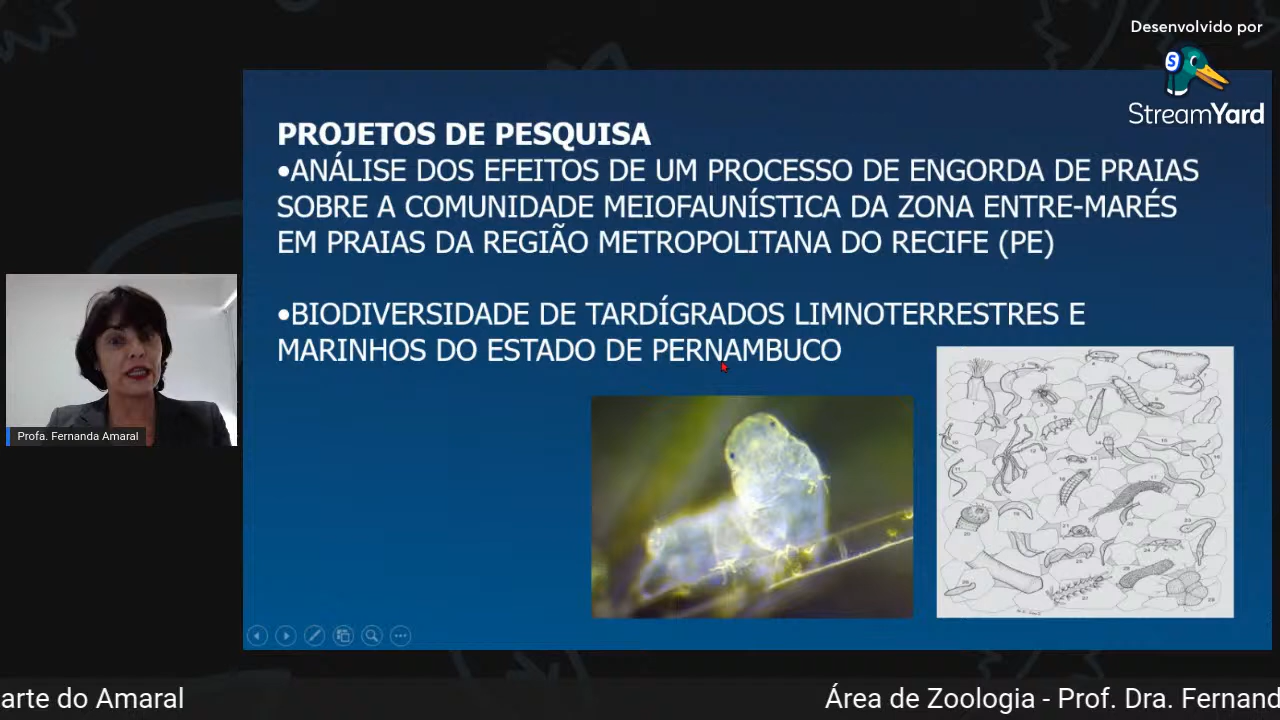 Desenvolvido por
StreamYard
PROJETOS DE PESQUISA
•ANÁLISE DOS EFEITOS DE UM PROCESSO DE ENGORDA DE PRAIAS
SOBRE A COMUNIDADE MEIOFAUNÍSTICA DA ZONA ENTRE-MARÉS
EM PRAIAS DA REGIÃO METROPOLITANA DO RECIFE (PE)
•BIODIVERSIDADE DE TARDÍGRADOS LIMNOTERRESTRES E
MARINHOS DO ESTADO DE PERNAMBUCO
Profa. Fernanda Amaral
arte do Amaral
Área de Zoologia - Prof. Dra. Fernand